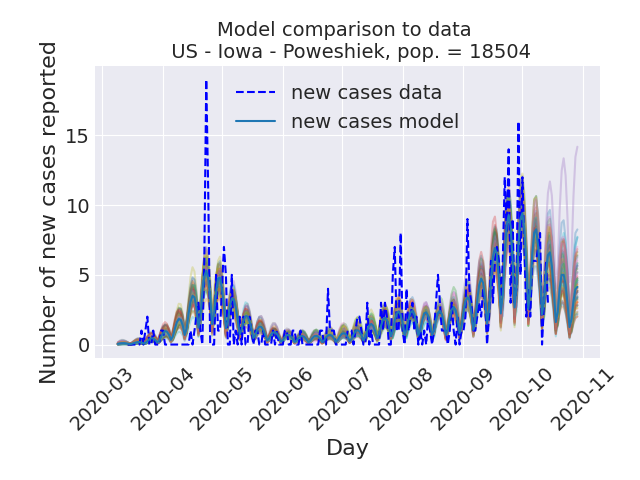 Model comparison to data
US - Iowa - Poweshiek, pop. = 18504
new cases data
new cases model
Number of new cases reported
15
10
5
0
2020-03
2020-04
2020-05
2020-06
2020-07
2020-08
2020-09
2020-10
2020-11
Day